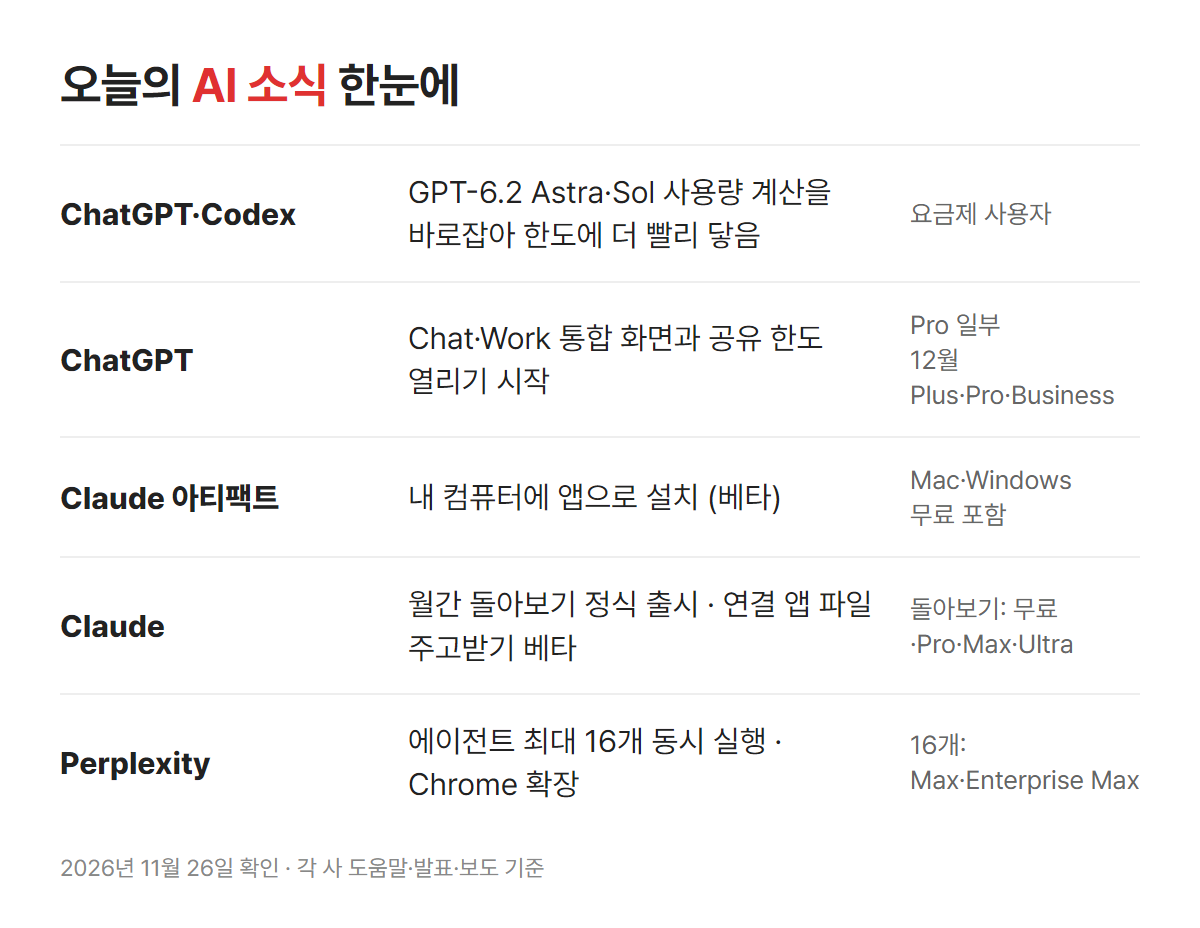 오늘의 AI 소식 한눈에
ChatGPT·Codex
GPT-6.2 Astra·Sol 사용량 계산을
바로잡아 한도에 더 빨리 닿음
요금제 사용자
ChatGPT
Chat·Work 통합 화면과 공유 한도
열리기 시작
Pro 일부
12월
Plus·Pro·Business
Claude 아티팩트
내 컴퓨터에 앱으로 설치 (베타)
Mac·Windows
무료 포함
Claude
월간 돌아보기 정식 출시 · 연결 앱 파일
주고받기 베타
돌아보기: 무료
·Pro·Max·Ultra
Perplexity
에이전트 최대 16개 동시 실행 ·
Chrome 확장
16개:
Max·Enterprise Max
2026년 11월 26일 확인 · 각 사 도움말·발표·보도 기준